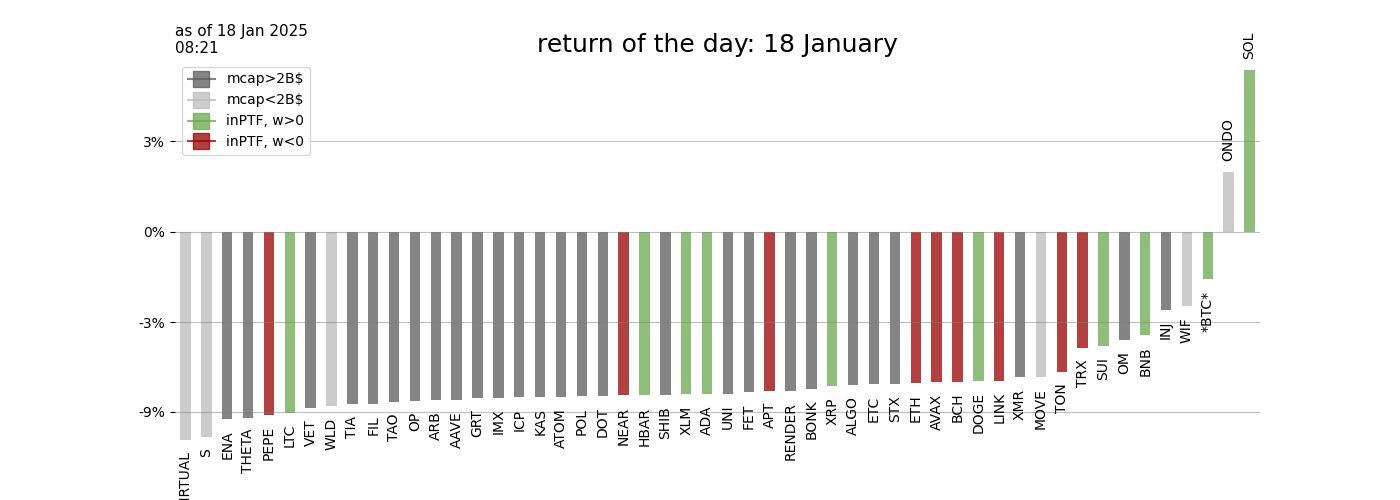 as of 18 Jan 2025
08:21
return of the day: 18 January
mcap>2B$
mcap<2B$
inPTF, w>0
inPTF, w<0
3%
0%
-3%
-9%
IRTUAL
S
ENA
THETA
PEPE
LTC
VET
WLD
TIA
FIL
TAO
OP
ARB
AAVE
GRT
IMX
ICP
KAS
ATOM
POL
DOT
NEAR
HBAR
SHIB
XLM
ADA
UNI
FET
APT
RENDER
BONK
XRP
ALGO
ETC
STX
ETH
AVAX
BCH
DOGE
LINK
XMR
MOVE
TON
TRX
SUI
OM
BNB
INJ
WIF
*BTC*
ONDO
SOL